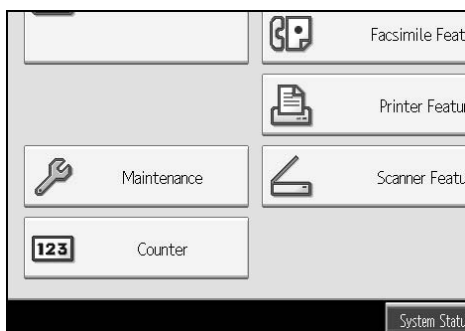 Facsimile Feat
Printer Featu
Maintenance
Scanner Featu
123
Counter
System Statu